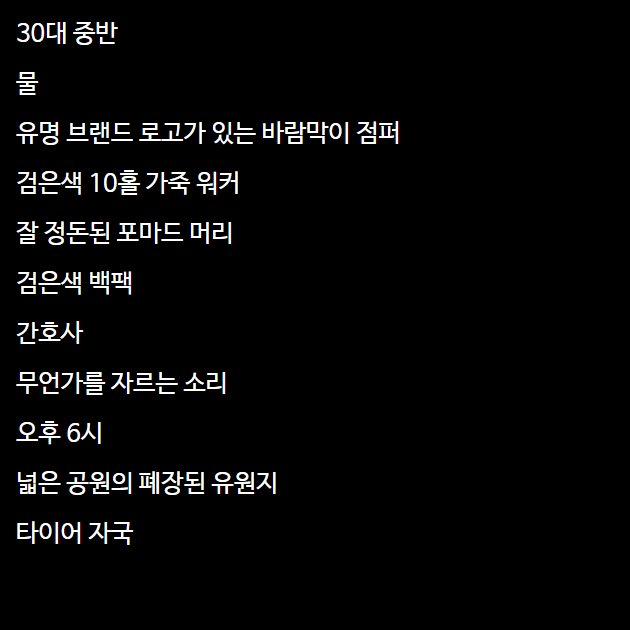 30대 중반
물
유명 브랜드 로고가 있는 바람막이 점퍼
검은색 10홀 가죽 워커
잘 정돈된 포마드 머리
검은색 백팩
간호사
무언가를 자르는 소리
오후 6시
넓은 공원의 폐장된 유원지
타이어 자국